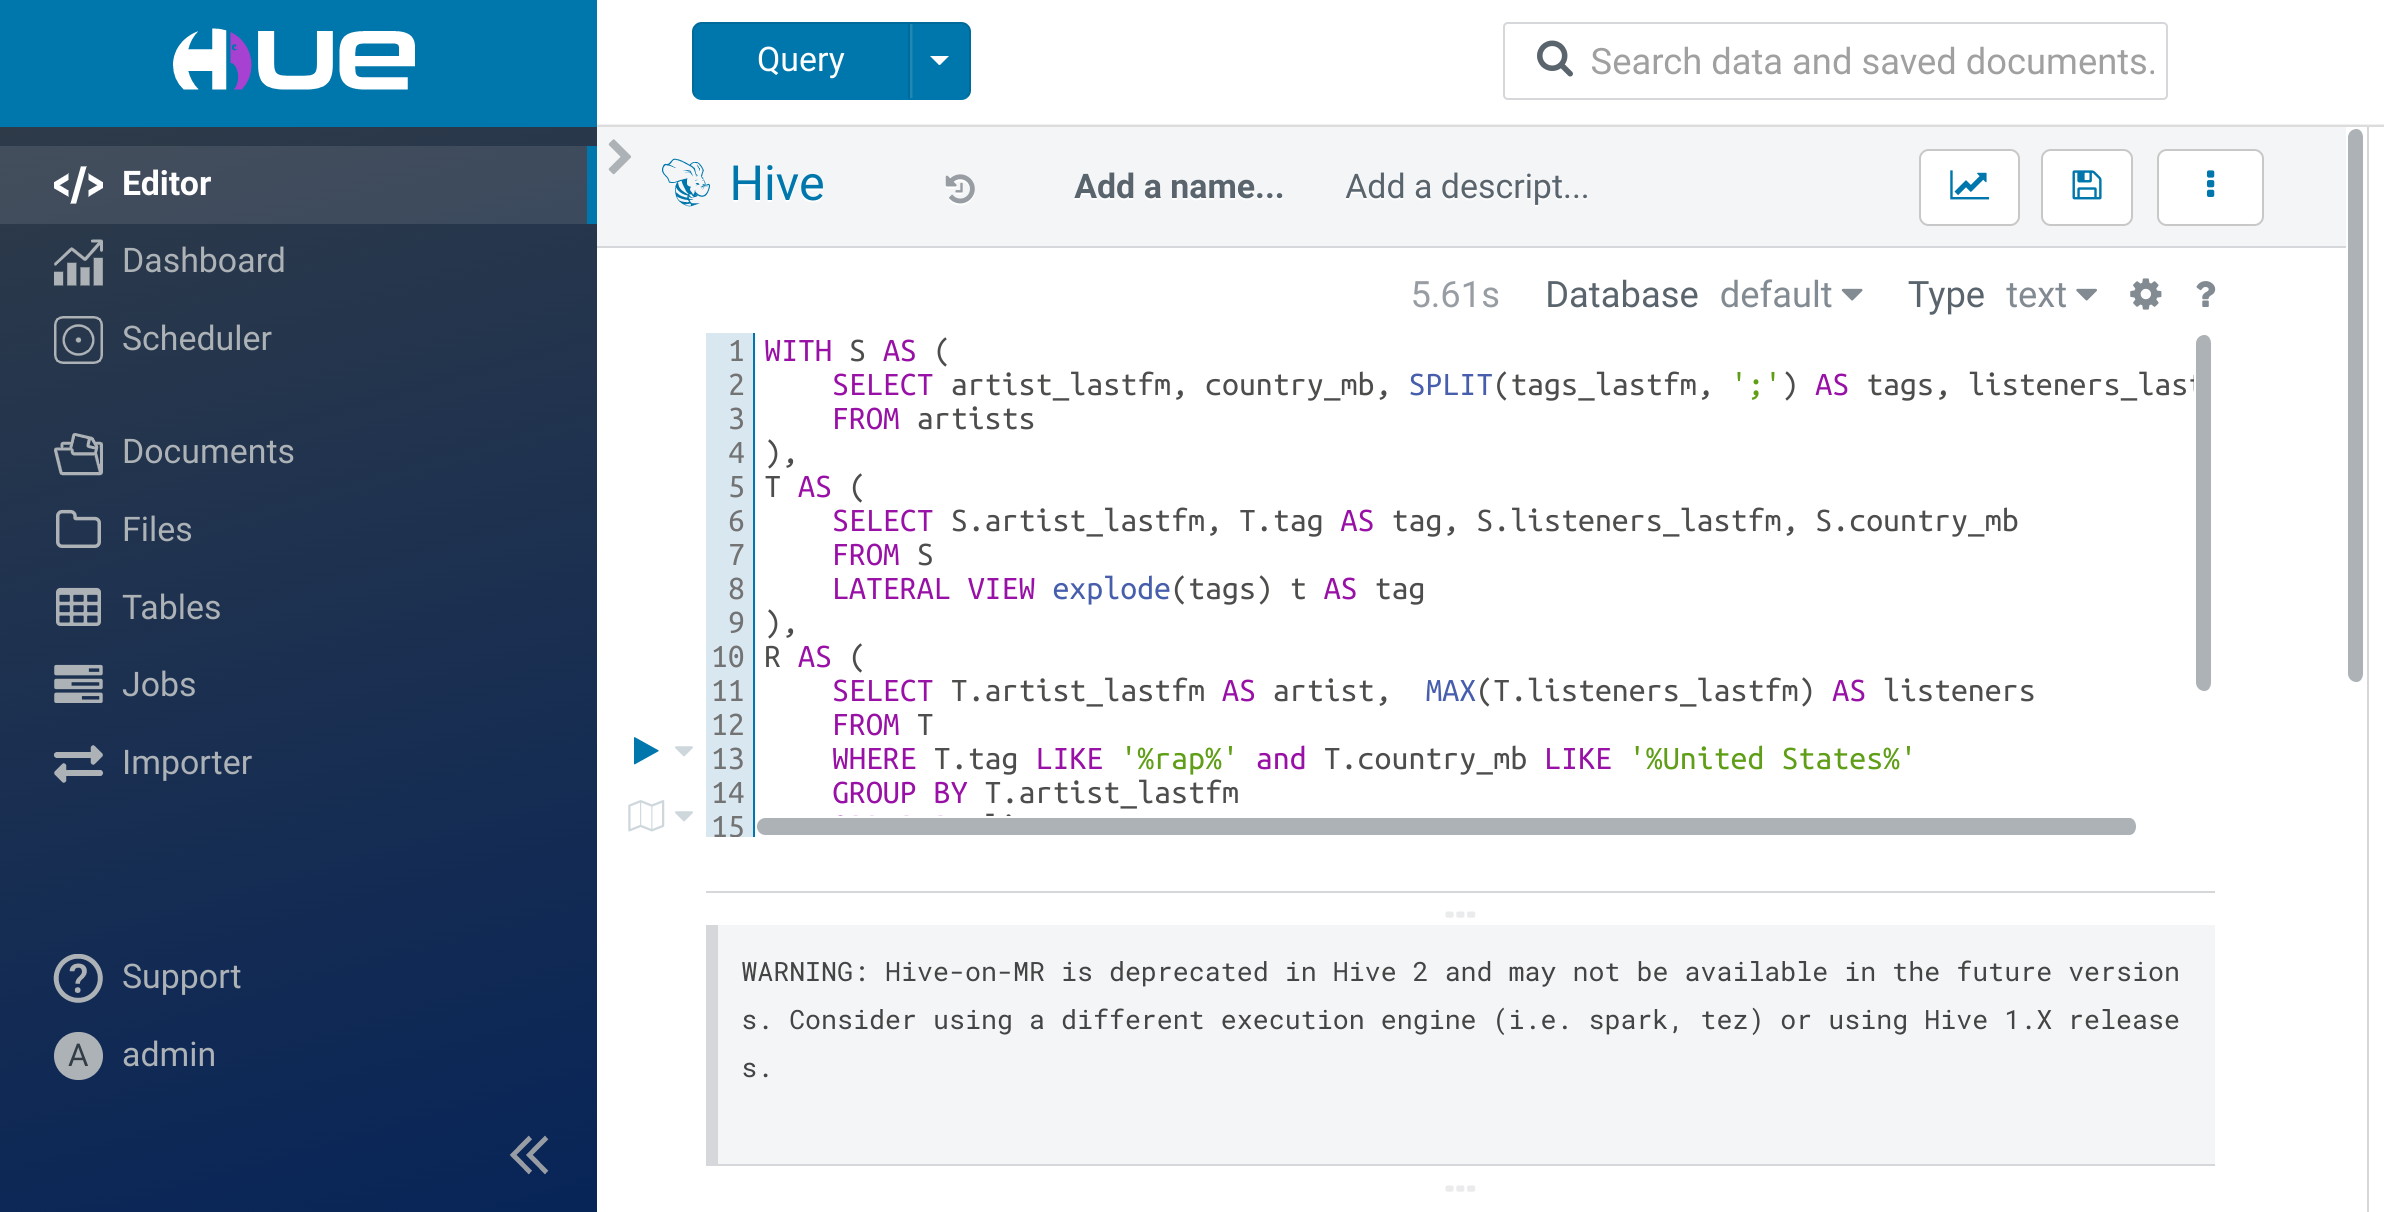 HUE
Query
Search data and saved documents.
Editor
Dashboard
Scheduler
Documents
Files
Tables
Jobs
Importer
Support
A admin
Hive
Add a name...
Add a descript...
5.61s Database default Type text ?
1 WITH S AS (
2 SELECT artist_lastfm, country_mb, SPLIT(tags_lastfm, ';') AS tags, listeners_last
3 FROM artists
4 ),
5 T AS (
6 SELECT S.artist_lastfm, T.tag AS tag, S.listeners_lastfm, S.country_mb
7 FROM S
8 LATERAL VIEW explode(tags) t AS tag
9 ),
10 R AS (
11 SELECT T.artist_lastfm AS artist,  MAX(T.listeners_lastfm) AS listeners
12 FROM T
13 WHERE T.tag LIKE '%rap%' and T.country_mb LIKE '%United States%'
14 GROUP BY T.artist_lastfm
15
WARNING: Hive-on-MR is deprecated in Hive 2 and may not be available in the future version
s. Consider using a different execution engine (i.e. spark, tez) or using Hive 1.X release
s.